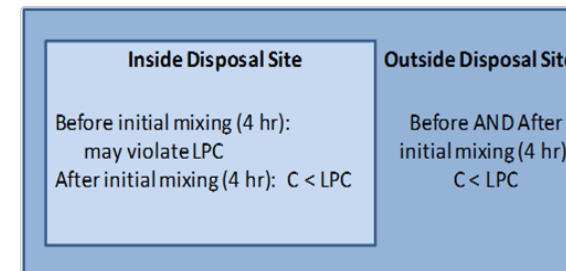 Inside Disposal Site
Before initial mixing (4 hr):
may violate LPC
After initial mixing (4 hr): C < LPC
Outside Disposal Site
Before AND After
initial mixing (4 hr)
C < LPC